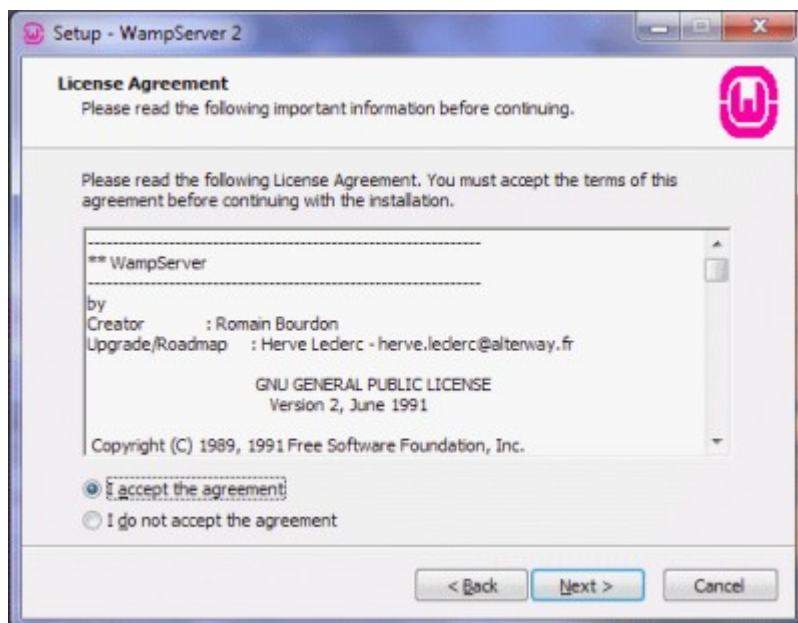 Setup - WampServer 2
License Agreement
Please read the following important information before continuing.
Please read the following License Agreement. You must accept the terms of this
agreement before continuing with the installation.
------------------------------------------------------------
** WampServer
------------------------------------------------------------
by
Creator : Romain Bourdon
Upgrade/Roadmap : Herve Leclerc - herve.leclerc@alterway.fr
GNU GENERAL PUBLIC LICENSE
Version 2, June 1991
Copyright (C) 1989, 1991 Free Software Foundation, Inc.
I accept the agreement
I do not accept the agreement
< Back Next > Cancel